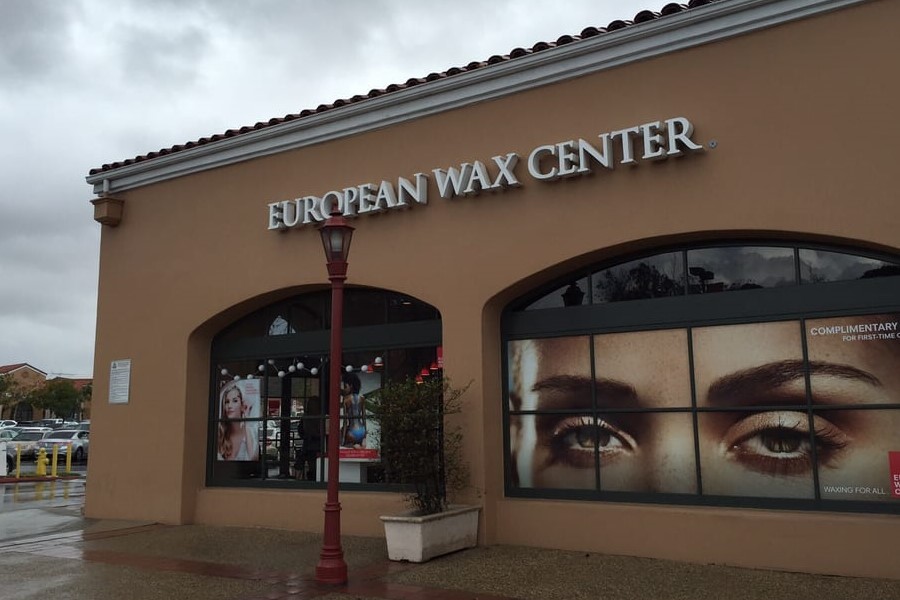 EUROPEAN WAX CENTER
COMPLIMENTARY
FOR FIRST-TIME
WAXING FOR ALL